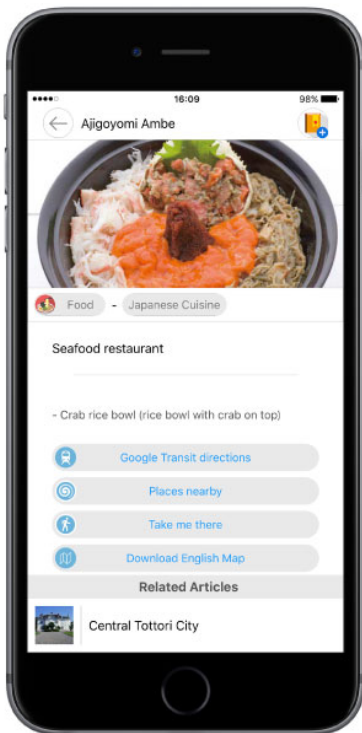 16:09
98%
Ajigoyomi Ambe
Food - Japanese Cuisine
Seafood restaurant
- Crab rice bowl (rice bowl with crab on top)
Google Transit directions
Places nearby
Take me there
Download English Map
Related Articles
Central Tottori City